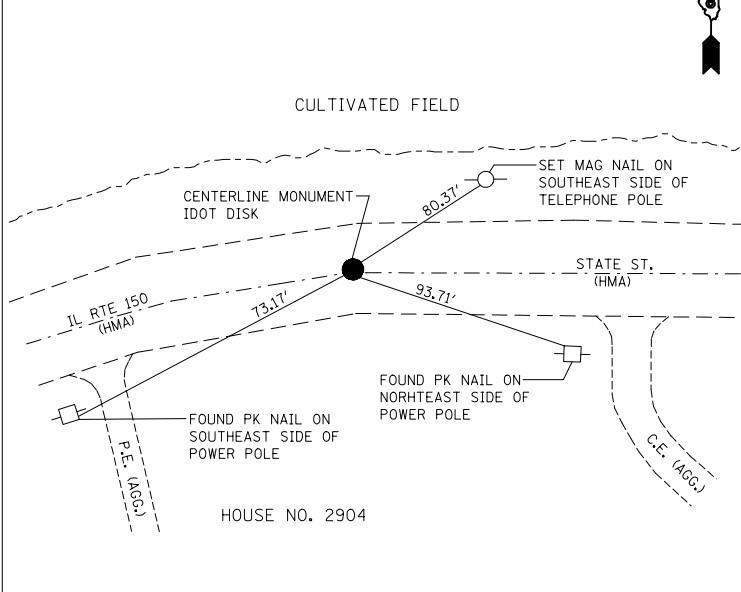 CULTIVATED FIELD
SET MAG NAIL ON
SOUTHEAST SIDE OF
TELEPHONE POLE
CENTERLINE MONUMENT
IDOT DISK
80.37'
STATE ST.
(HMA)
IL RTE 150
(HMA)
73.17'
93.71'
FOUND PK NAIL ON
NORHTEAST SIDE OF
POWER POLE
FOUND PK NAIL ON
SOUTHEAST SIDE OF
POWER POLE
P.E. (AGG.)
C.E. (AGG.)
HOUSE NO. 2904